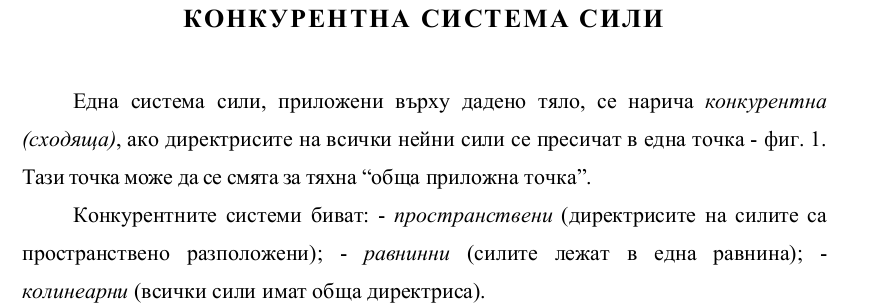 КОНКУРЕНТНА СИСТЕМА СИЛИ
Една система сили, приложени върху дадено тяло, се нарича конкурентна
(сходяща), ако директрисите на всички нейни сили се пресичат в една точка - фиг. 1.
Тази точка може да се смята за тяхна “обща приложна точка”.
Конкурентните системи биват: - пространствени (директрисите на силите са
пространствено разположени); - равнинни (силите лежат в една равнина); -
колинеарни (всички сили имат обща директриса).